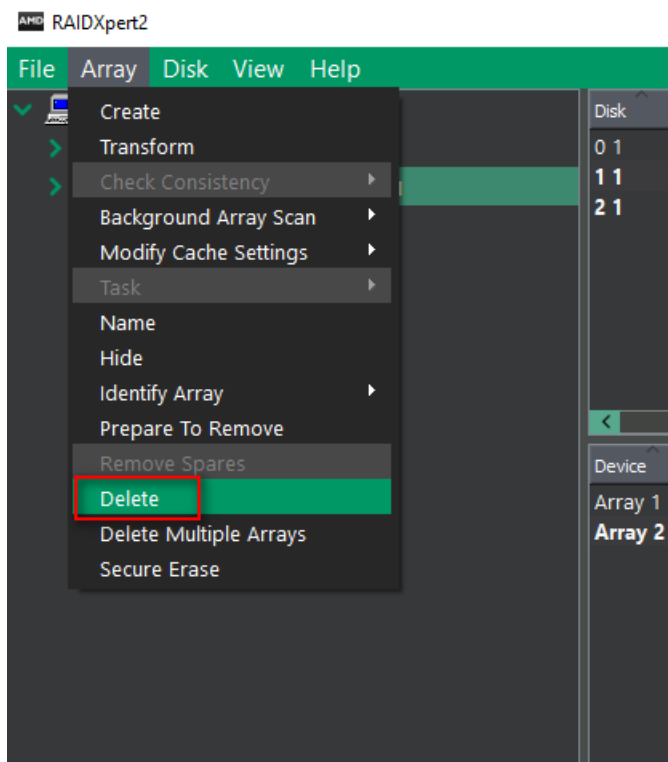 AMD RAIDXpert2
File Array Disk View Help
Create
Transform
Check Consistency
Background Array Scan
Modify Cache Settings
Task
Name
Hide
Identify Array
Prepare To Remove
Remove Spares
Delete
Delete Multiple Arrays
Secure Erase
Disk
0 1
1 1
2 1
Device
Array 1
Array 2